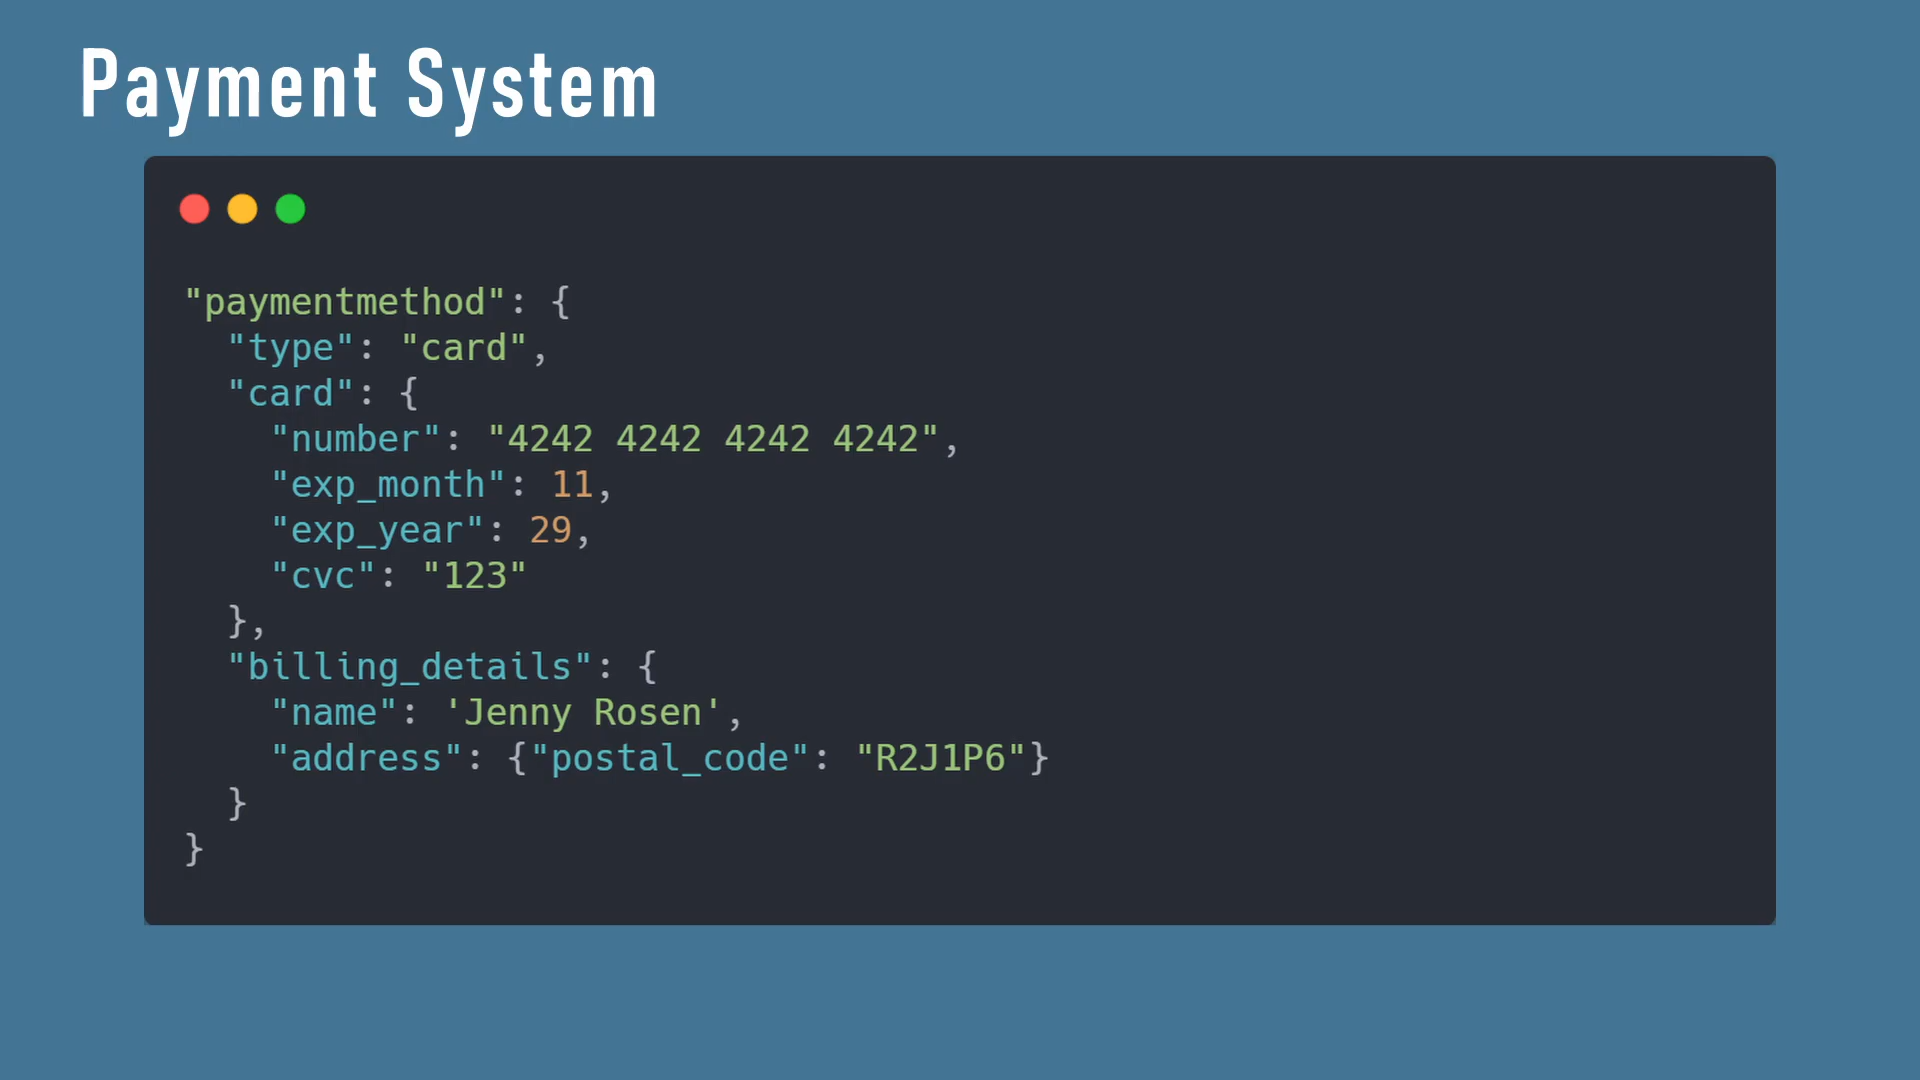 Payment System
"paymentmethod": {
"type": "card",
"card": {
"number": "4242 4242 4242 4242",
"exp_month": 11,
"exp_year": 29,
"cvc": "123"
},
"billing_details": {
"name": 'Jenny Rosen',
"address": {"postal_code": "R2J1P6"}
}
}